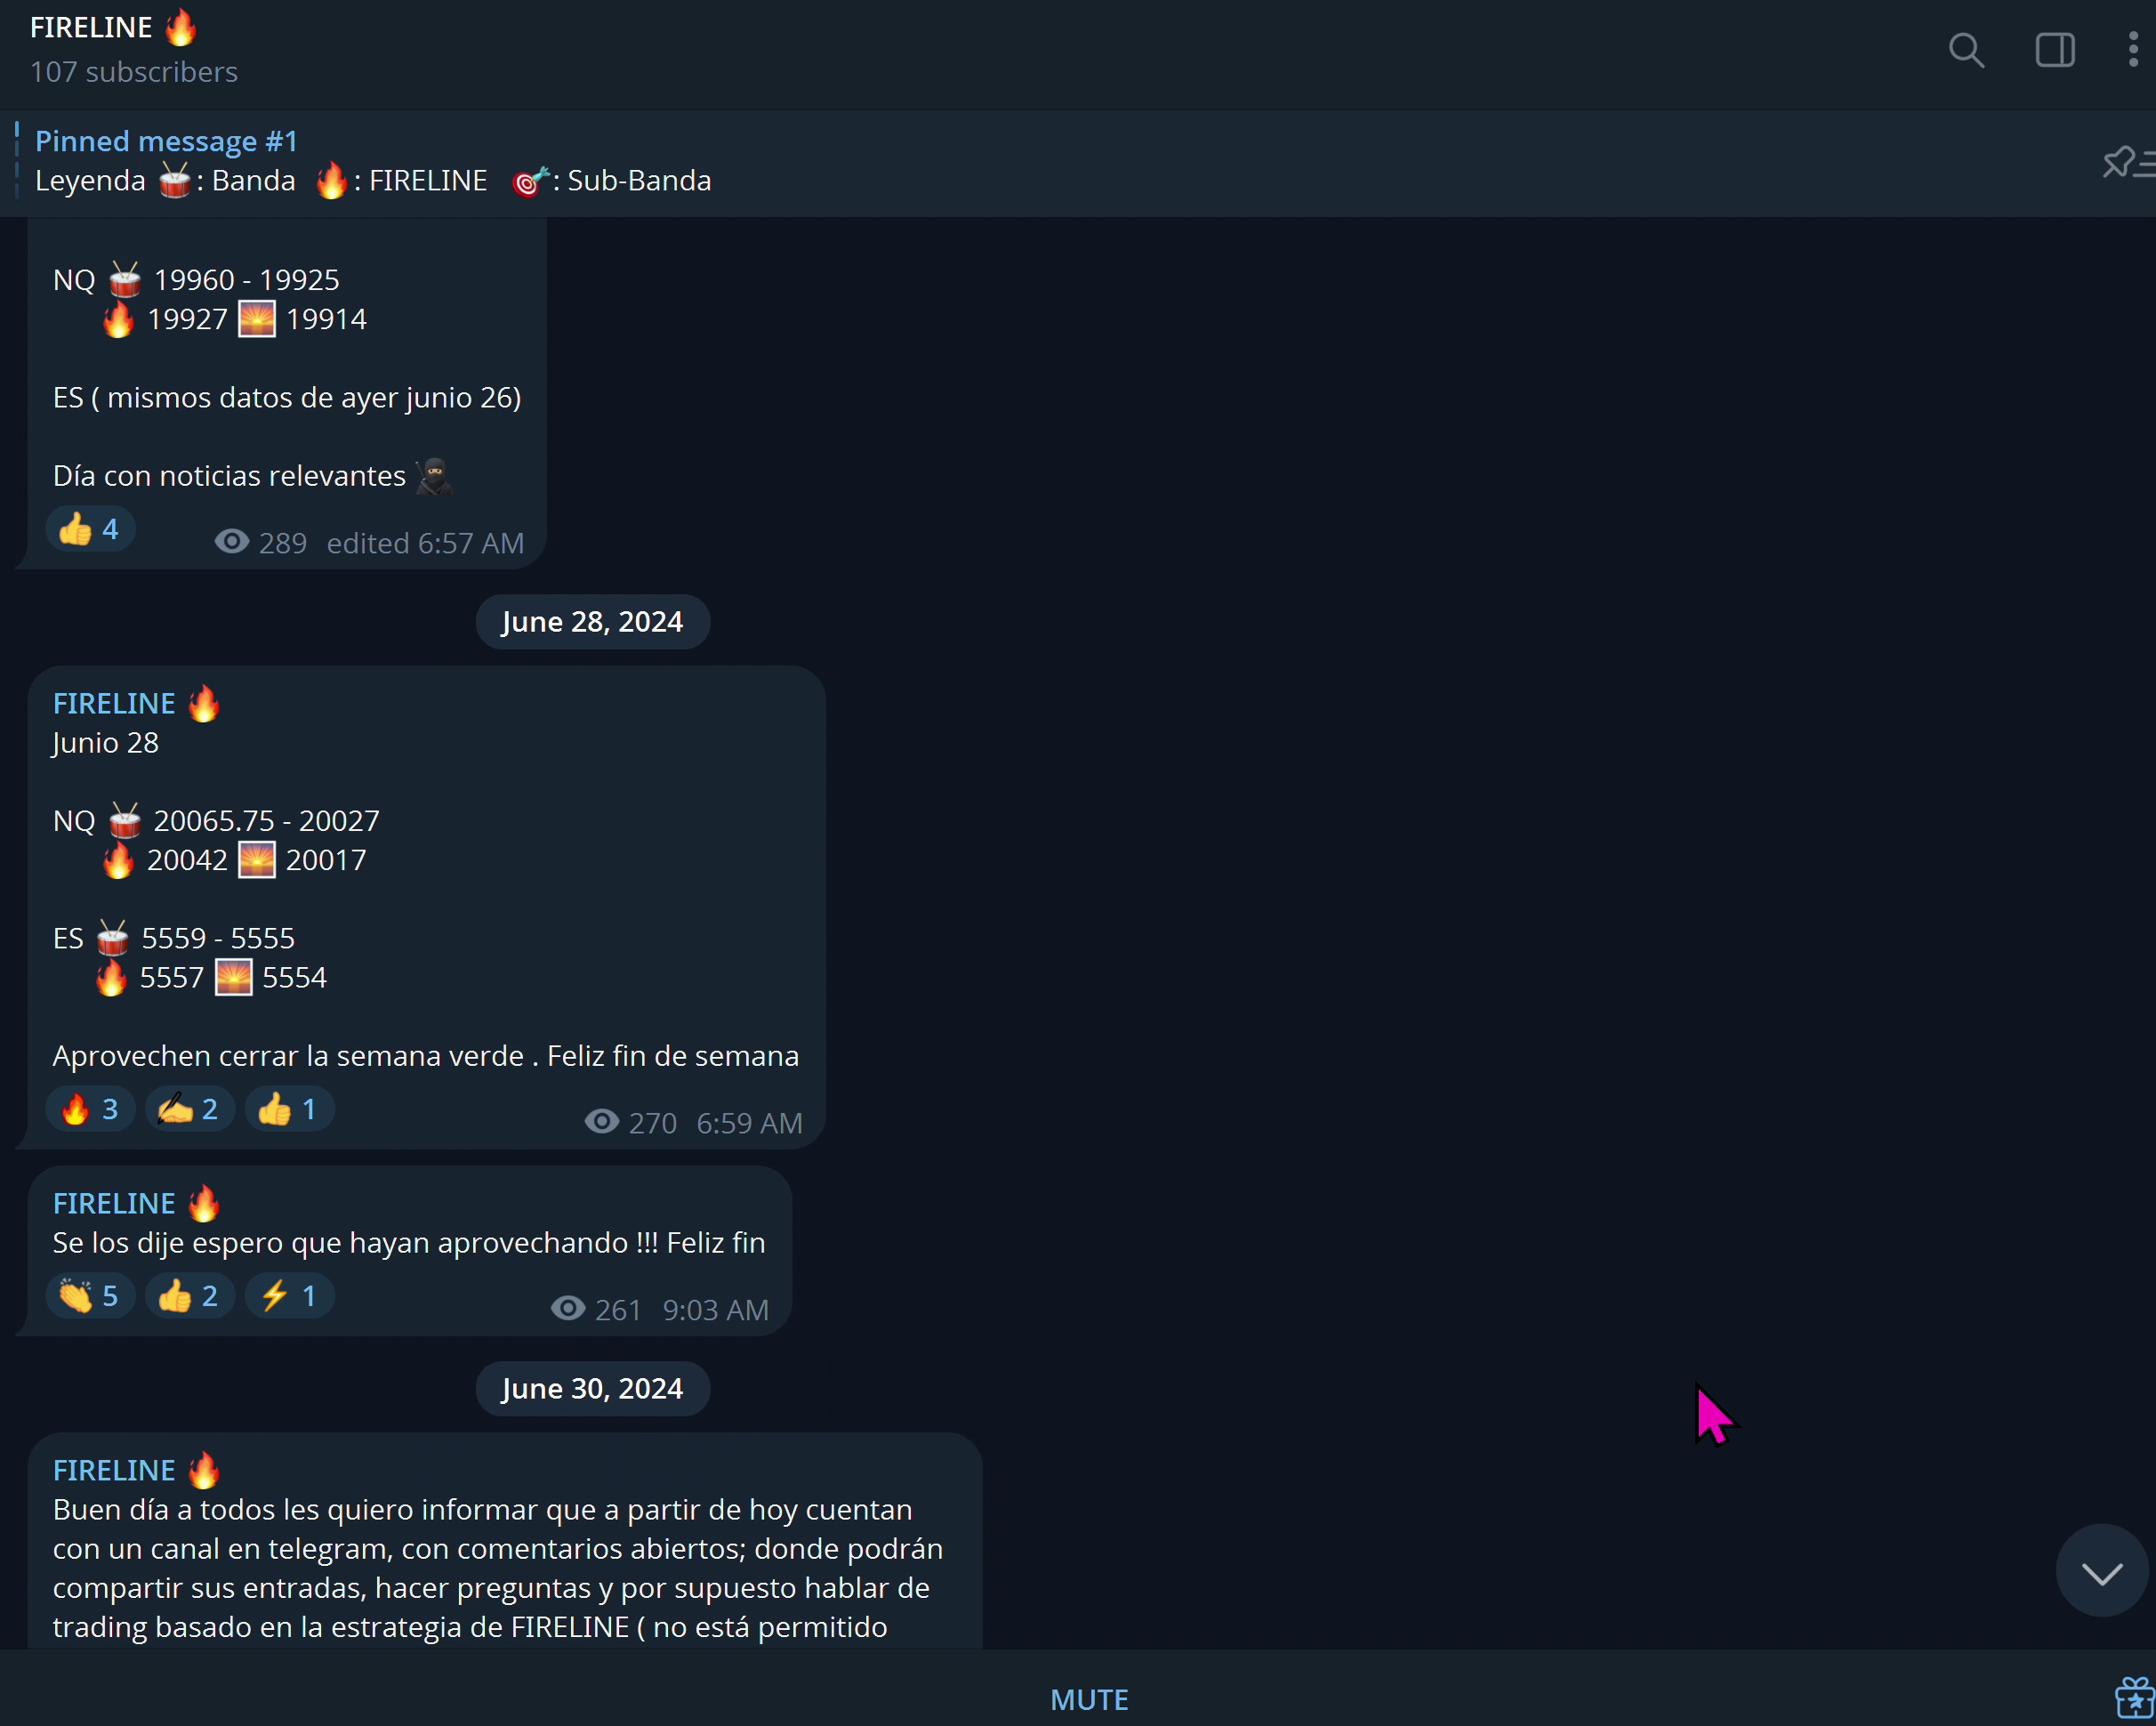 FIRELINE 🔥
107 subscribers
Pinned message #1
Leyenda 🥁: Banda 🔥: FIRELINE 🎯: Sub-Banda
NQ 🥁 19960 - 19925
🔥 19927 🌅 19914
ES ( mismos datos de ayer junio 26)
Día con noticias relevantes 🥷🏿
👍 4 289 edited 6:57 AM
June 28, 2024
FIRELINE 🔥
Junio 28
NQ 🥁 20065.75 - 20027
🔥 20042 🌅 20017
ES 🥁 5559 - 5555
🔥 5557 🌅 5554
Aprovechen cerrar la semana verde . Feliz fin de semana
🔥 3 ✍️ 2 👍 1 270 6:59 AM
FIRELINE 🔥
Se los dije espero que hayan aprovechando !!! Feliz fin
👏 5 👍 2 ⚡ 1 261 9:03 AM
June 30, 2024
FIRELINE 🔥
Buen día a todos les quiero informar que a partir de hoy cuentan
con un canal en telegram, con comentarios abiertos; donde podrán
compartir sus entradas, hacer preguntas y por supuesto hablar de
trading basado en la estrategia de FIRELINE ( no está permitido
MUTE